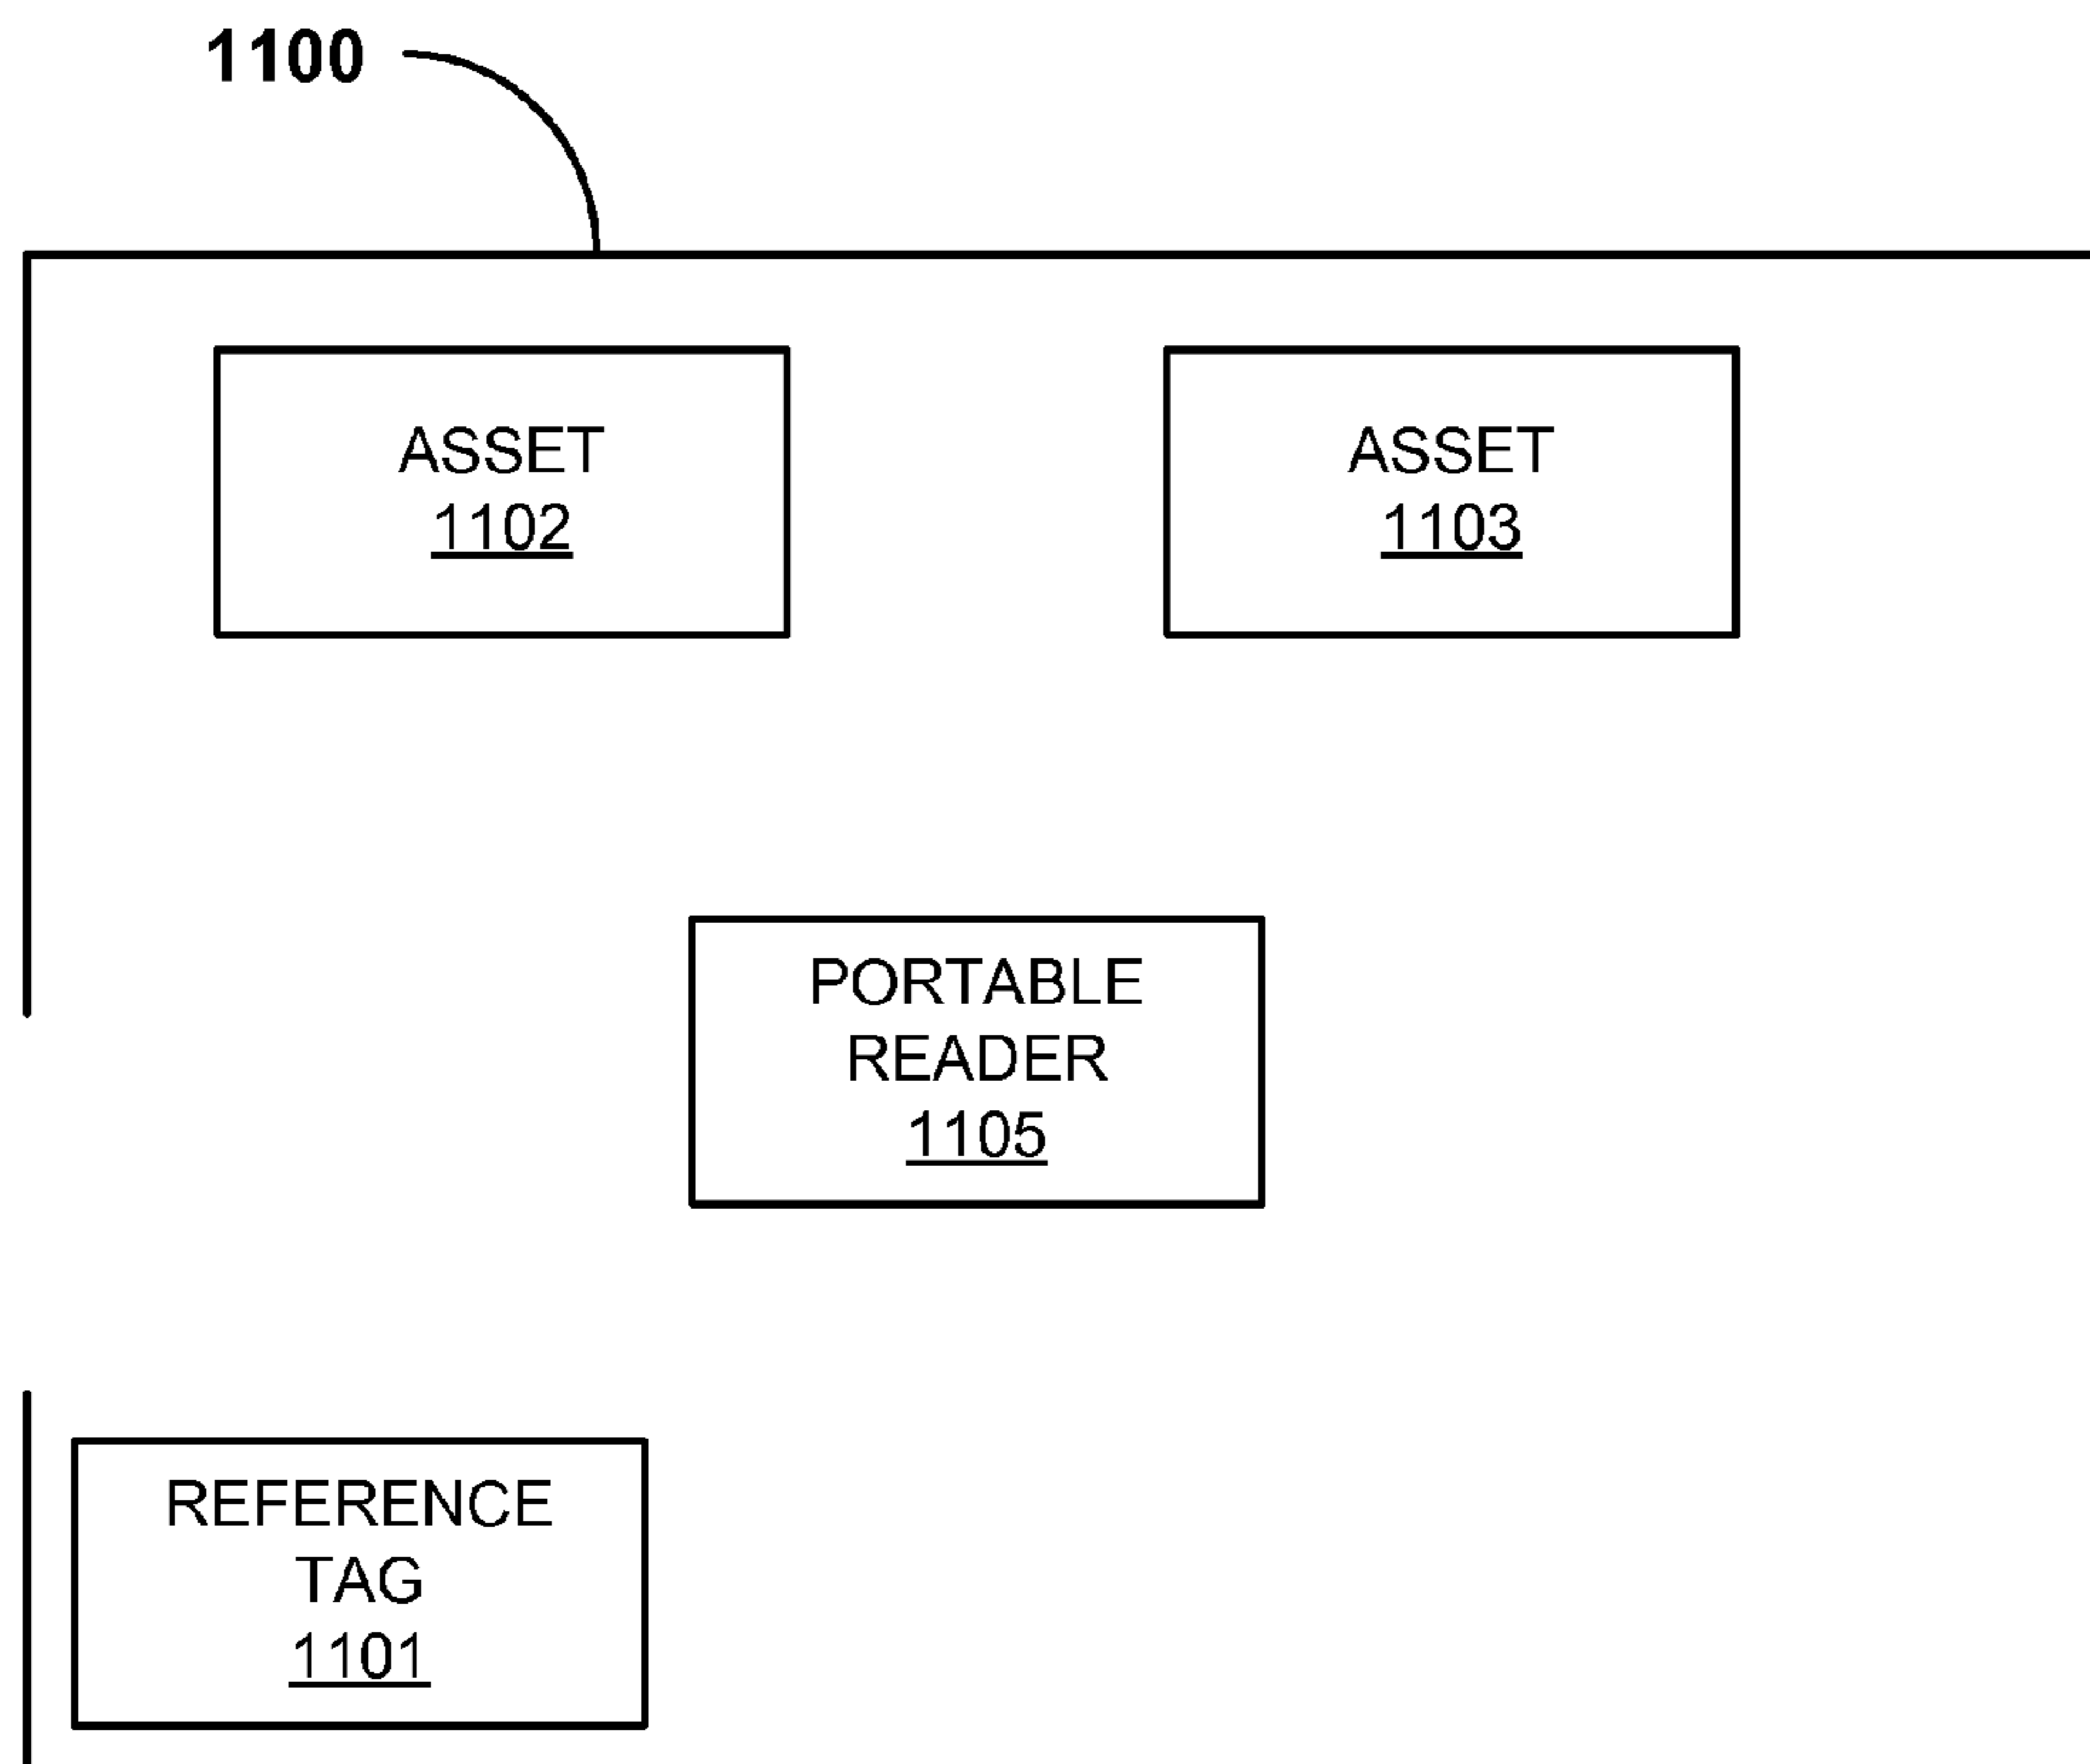 1100
ASSET
1102
ASSET
1103
PORTABLE
READER
1105
REFERENCE
TAG
1101